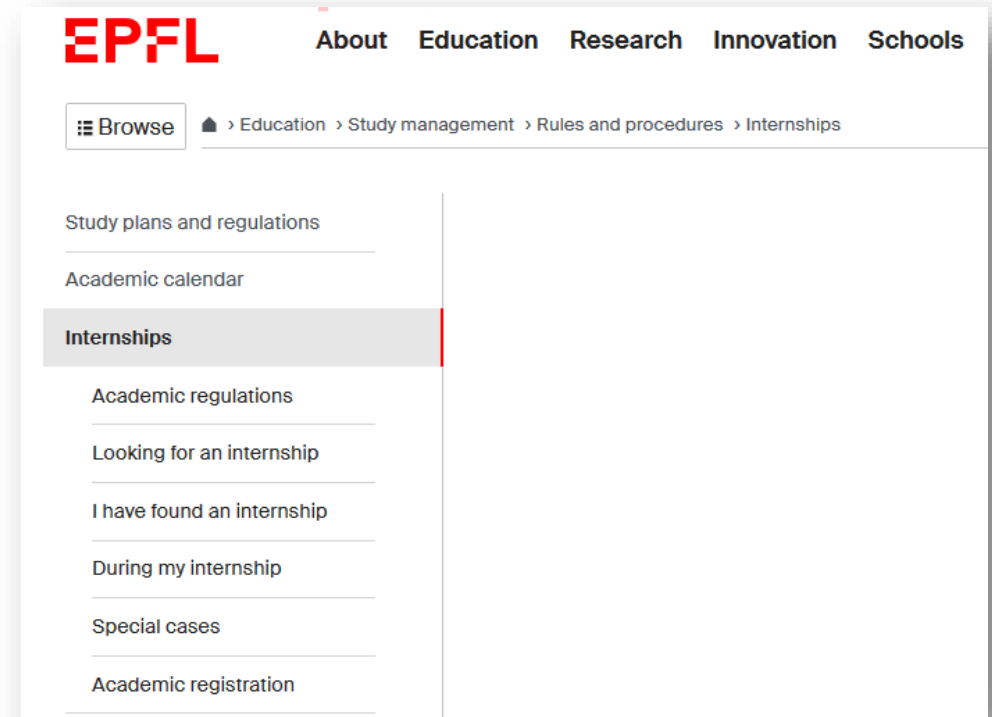 EPFL About Education Research Innovation Schools
Browse › Education › Study management › Rules and procedures › Internships
Study plans and regulations
Academic calendar
Internships
Academic regulations
Looking for an internship
I have found an internship
During my internship
Special cases
Academic registration